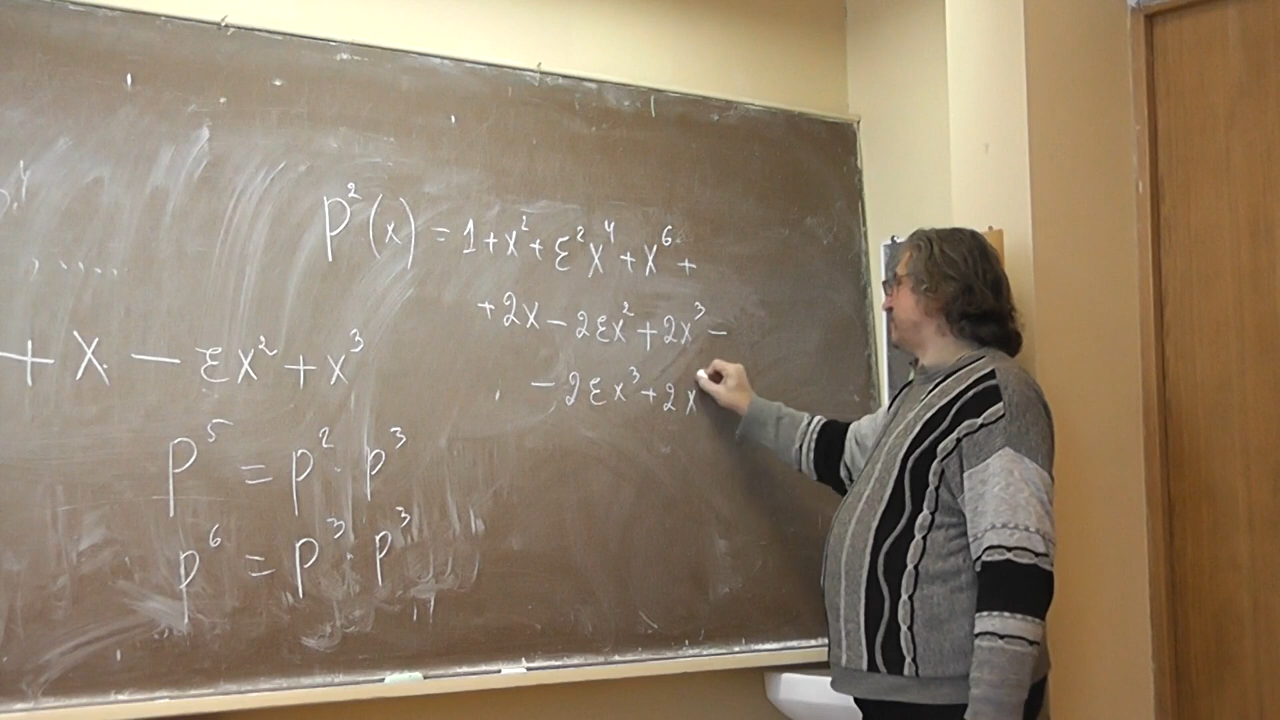 P²(x) = 1 + x² + ε²x⁴ + x⁶ +
+ 2x − 2εx² + 2x³ −
− 2εx³ + 2x
+ x − εx² + x³
P⁵ = P² · P³
P⁶ = P³ · P³